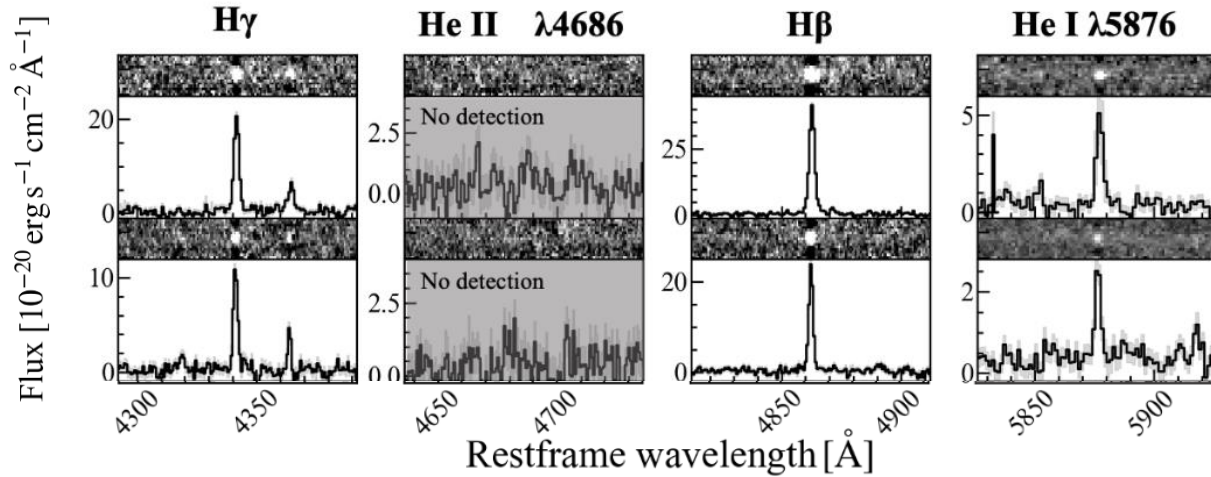 Hγ He II λ4686 Hβ He I λ5876
Flux [10⁻²⁰ erg s⁻¹ cm⁻² Å⁻¹]
20
0
No detection
2.5
0.0
25
0
5
0
10
0
No detection
2.5
0.0
20
0
2
0
4300 4350 4650 4700 4850 4900 5850 5900
Restframe wavelength [Å]